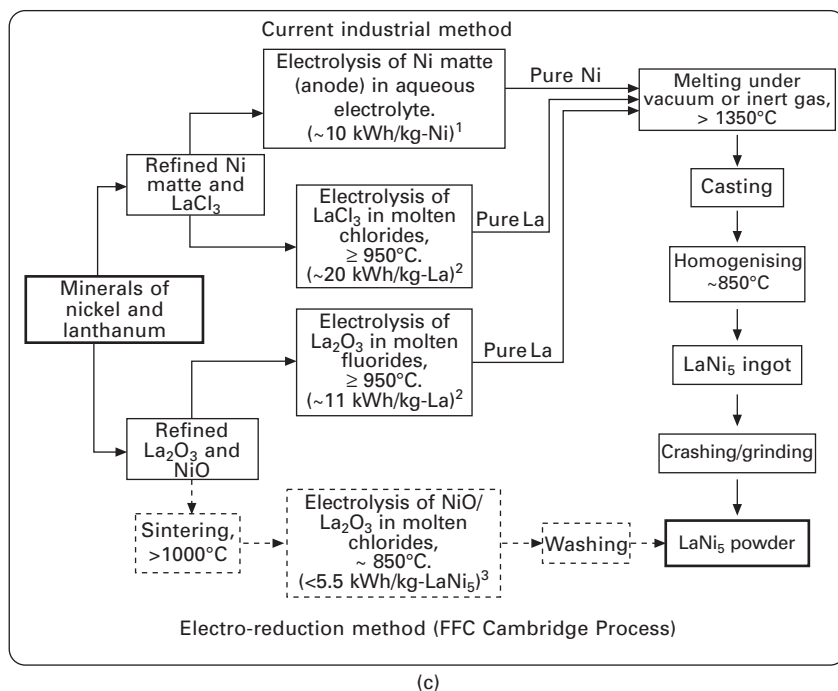 Current industrial method
Electrolysis of Ni matte
(anode) in aqueous
electrolyte.
(~10 kWh/kg-Ni)¹
Pure Ni
Melting under
vacuum or inert gas,
> 1350°C
Refined Ni
matte and
LaCl₃
Electrolysis of
LaCl₃ in molten
chlorides,
≥ 950°C.
(~20 kWh/kg-La)²
Pure La
Casting
Homogenising
~850°C
Minerals of
nickel and
lanthanum
Electrolysis of
La₂O₃ in molten
fluorides,
≥ 950°C.
(~11 kWh/kg-La)²
Pure La
LaNi₅ ingot
Refined
La₂O₃ and
NiO
Crashing/grinding
Sintering,
>1000°C
Electrolysis of NiO/
La₂O₃ in molten
chlorides,
~ 850°C.
(<5.5 kWh/kg-LaNi₅)³
Washing
LaNi₅ powder
Electro-reduction method (FFC Cambridge Process)
(c)